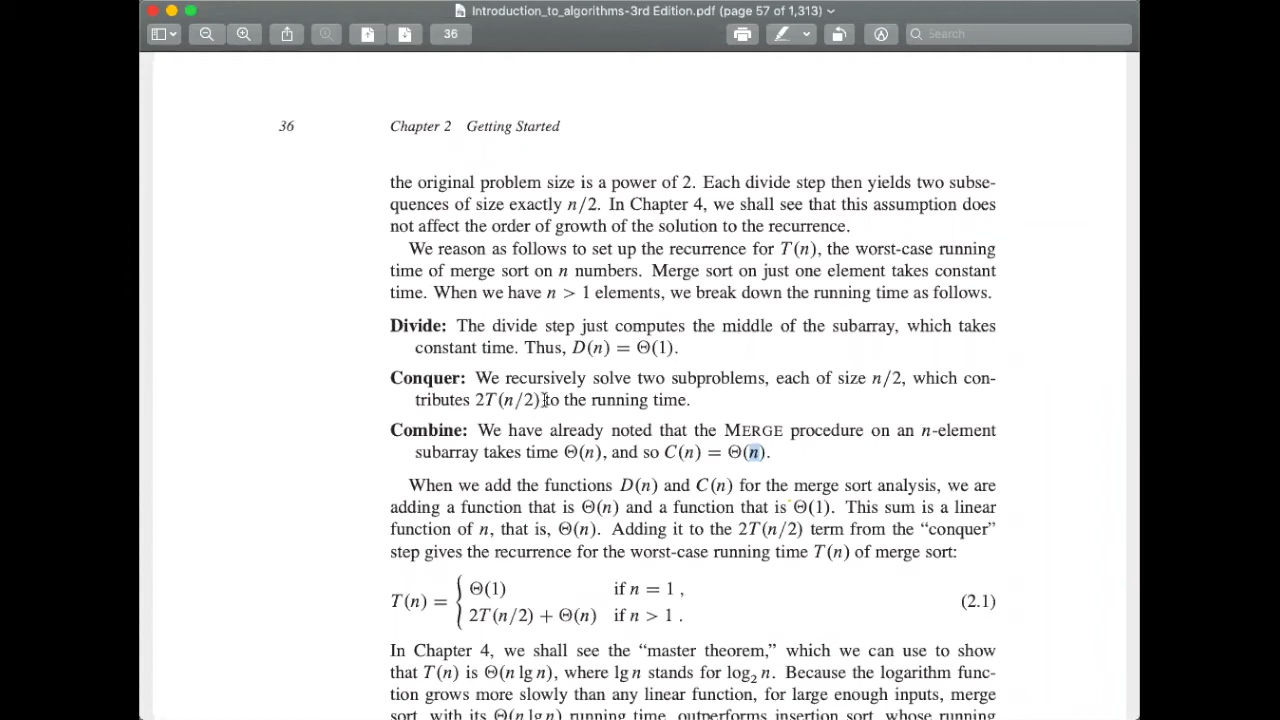 Introduction_to_algorithms-3rd Edition.pdf (page 57 of 1,313)
36
Search
36 Chapter 2 Getting Started
the original problem size is a power of 2. Each divide step then yields two subse-
quences of size exactly n/2. In Chapter 4, we shall see that this assumption does
not affect the order of growth of the solution to the recurrence.
We reason as follows to set up the recurrence for T(n), the worst-case running
time of merge sort on n numbers. Merge sort on just one element takes constant
time. When we have n > 1 elements, we break down the running time as follows.
Divide: The divide step just computes the middle of the subarray, which takes
constant time. Thus, D(n) = Θ(1).
Conquer: We recursively solve two subproblems, each of size n/2, which con-
tributes 2T(n/2) to the running time.
Combine: We have already noted that the MERGE procedure on an n-element
subarray takes time Θ(n), and so C(n) = Θ(n).
When we add the functions D(n) and C(n) for the merge sort analysis, we are
adding a function that is Θ(n) and a function that is Θ(1). This sum is a linear
function of n, that is, Θ(n). Adding it to the 2T(n/2) term from the “conquer”
step gives the recurrence for the worst-case running time T(n) of merge sort:
Θ(1) if n = 1 ,
T(n) = { (2.1)
2T(n/2) + Θ(n) if n > 1 .
In Chapter 4, we shall see the “master theorem,” which we can use to show
that T(n) is Θ(n lg n), where lg n stands for log₂ n. Because the logarithm func-
tion grows more slowly than any linear function, for large enough inputs, merge
sort, with its Θ(n lg n) running time, outperforms insertion sort, whose running